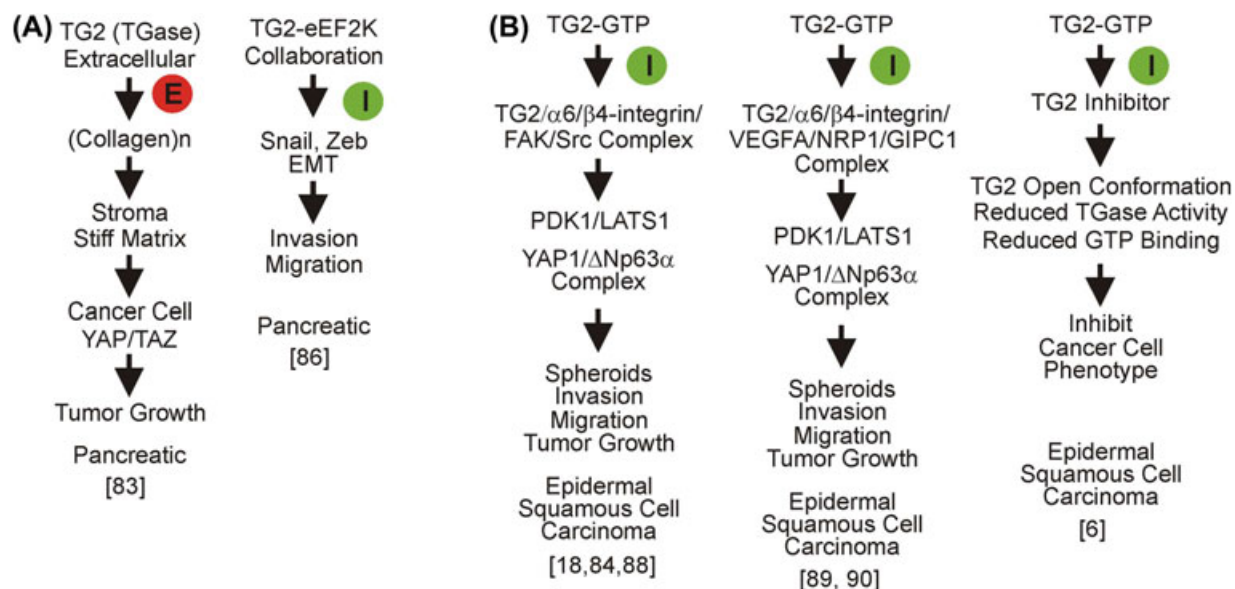 (A)
TG2 (TGase)
Extracellular
E
(Collagen)n
Stroma
Stiff Matrix
Cancer Cell
YAP/TAZ
Tumor Growth
Pancreatic
[83]
TG2-eEF2K
Collaboration
I
Snail, Zeb
EMT
Invasion
Migration
Pancreatic
[86]
(B)
TG2-GTP
I
TG2/α6/β4-integrin/
FAK/Src Complex
PDK1/LATS1
YAP1/ΔNp63α
Complex
Spheroids
Invasion
Migration
Tumor Growth
Epidermal
Squamous Cell
Carcinoma
[18,84,88]
TG2-GTP
I
TG2/α6/β4-integrin/
VEGFA/NRP1/GIPC1
Complex
PDK1/LATS1
YAP1/ΔNp63α
Complex
Spheroids
Invasion
Migration
Tumor Growth
Epidermal
Squamous Cell
Carcinoma
[89, 90]
TG2-GTP
I
TG2 Inhibitor
TG2 Open Conformation
Reduced TGase Activity
Reduced GTP Binding
Inhibit
Cancer Cell
Phenotype
Epidermal
Squamous Cell
Carcinoma
[6]